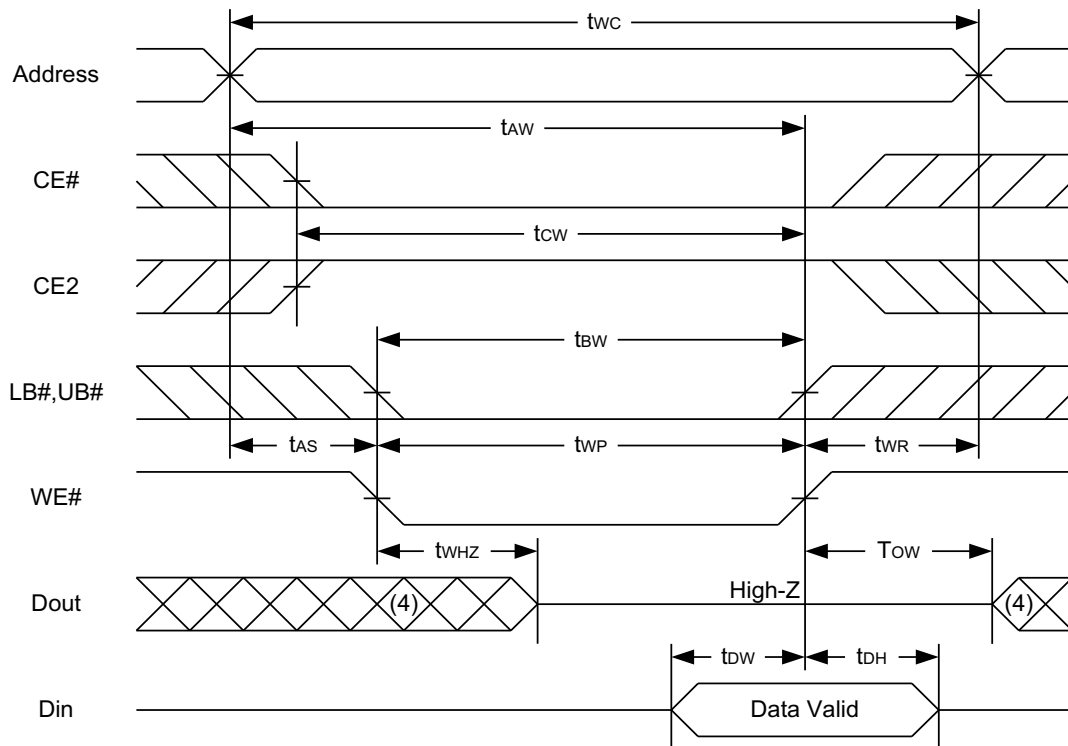 tWC
Address
tAW
CE#
tCW
CE2
tBW
LB#,UB#
tAS
tWP
tWR
WE#
tWHZ
TOW
Dout
(4)
High-Z
(4)
tDW
tDH
Din
Data Valid